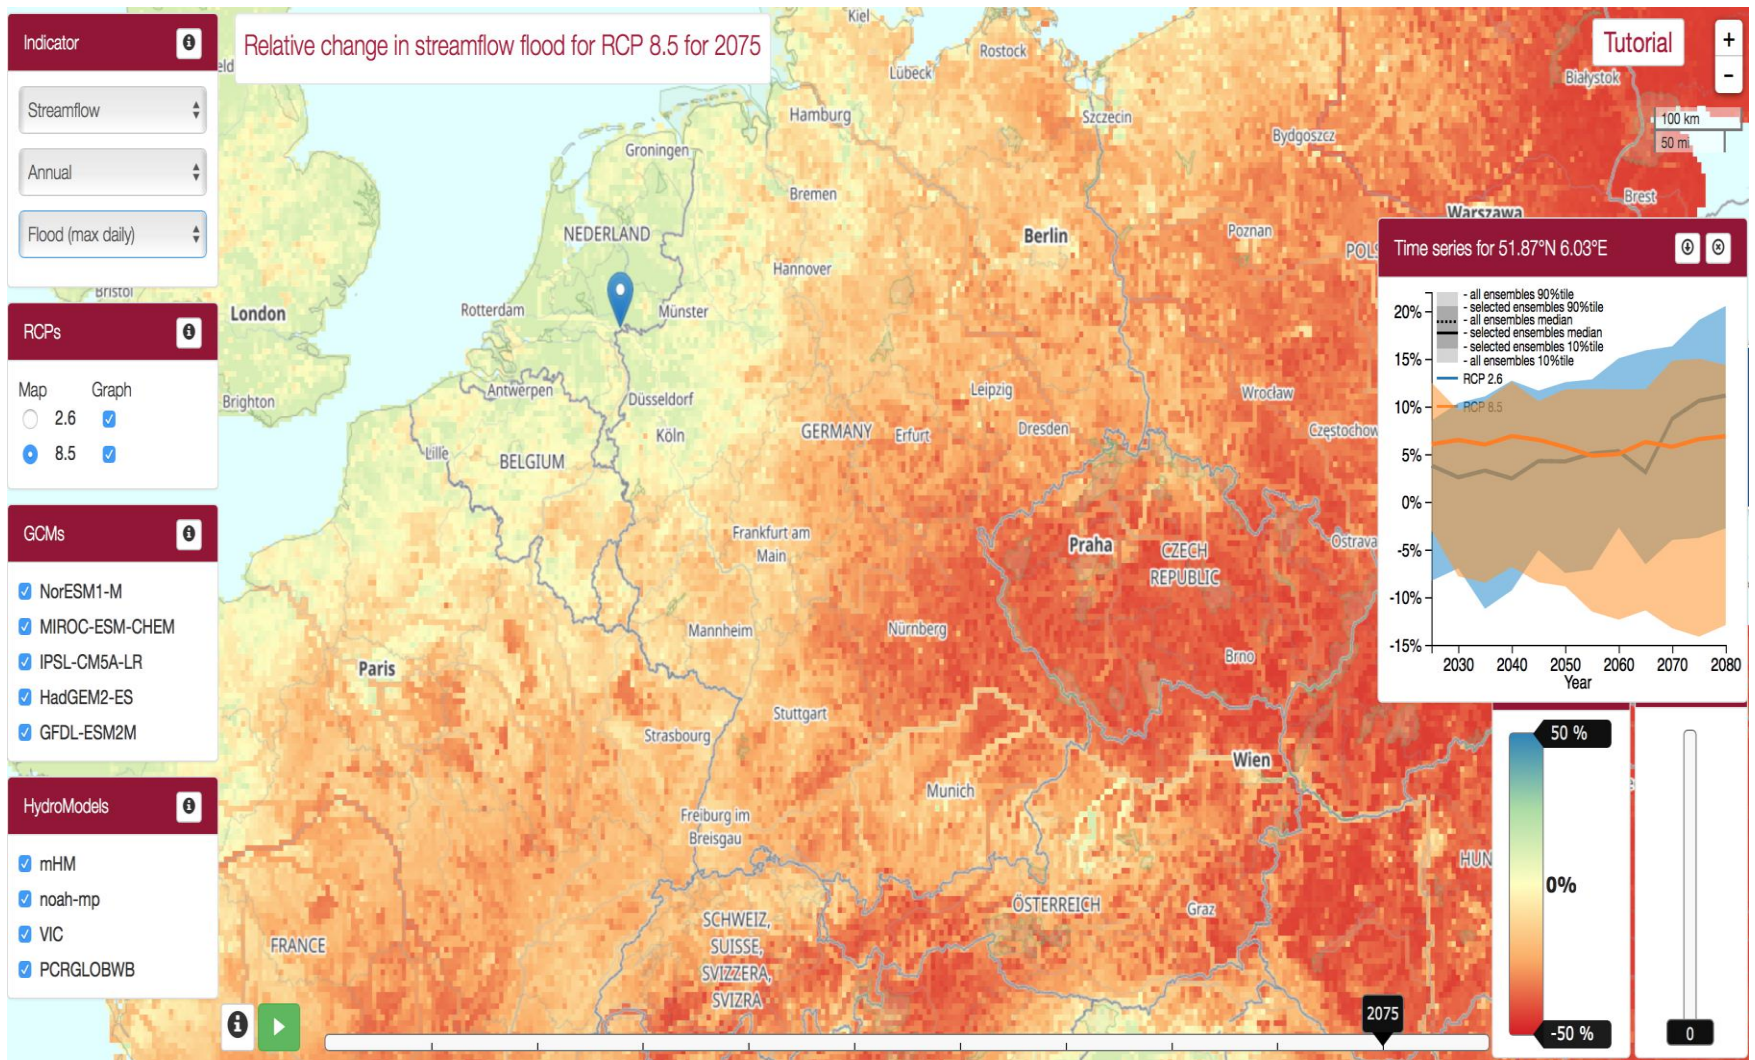 Indicator
Streamflow
Annual
Flood (max daily)
RCPs
Map Graph
2.6
8.5
GCMs
NorESM1-M
MIROC-ESM-CHEM
IPSL-CM5A-LR
HadGEM2-ES
GFDL-ESM2M
HydroModels
mHM
noah-mp
VIC
PCRGLOBWB
Relative change in streamflow flood for RCP 8.5 for 2075
Tutorial
+
-
100 km
50 mi
Kiel
Rostock
Lübeck
Białystok
Hamburg
Szczecin
Bydgoszcz
Groningen
Bremen
Brest
Warszawa
NEDERLAND
Berlin
Poznan
Hannover
Bristol
London
Rotterdam
Münster
Brighton
Antwerpen
Düsseldorf
Leipzig
Wrocław
Lille
BELGIUM
Köln
GERMANY
Erfurt
Dresden
Częstochow
Frankfurt am
Main
Praha
CZECH
REPUBLIC
Ostrava
Paris
Mannheim
Nürnberg
Brno
Strasbourg
Stuttgart
Wien
Munich
Freiburg im
Breisgau
HUN
FRANCE
SCHWEIZ,
SUISSE,
SVIZZERA,
SVIZRA
ÖSTERREICH
Graz
Time series for 51.87°N 6.03°E
- all ensembles 90%tile
- selected ensembles 90%tile
- all ensembles median
- selected ensembles median
- selected ensembles 10%tile
- all ensembles 10%tile
RCP 2.6
RCP 8.5
20%
15%
10%
5%
0%
-5%
-10%
-15%
2030 2040 2050 2060 2070 2080
Year
50 %
0%
-50 %
0
2075